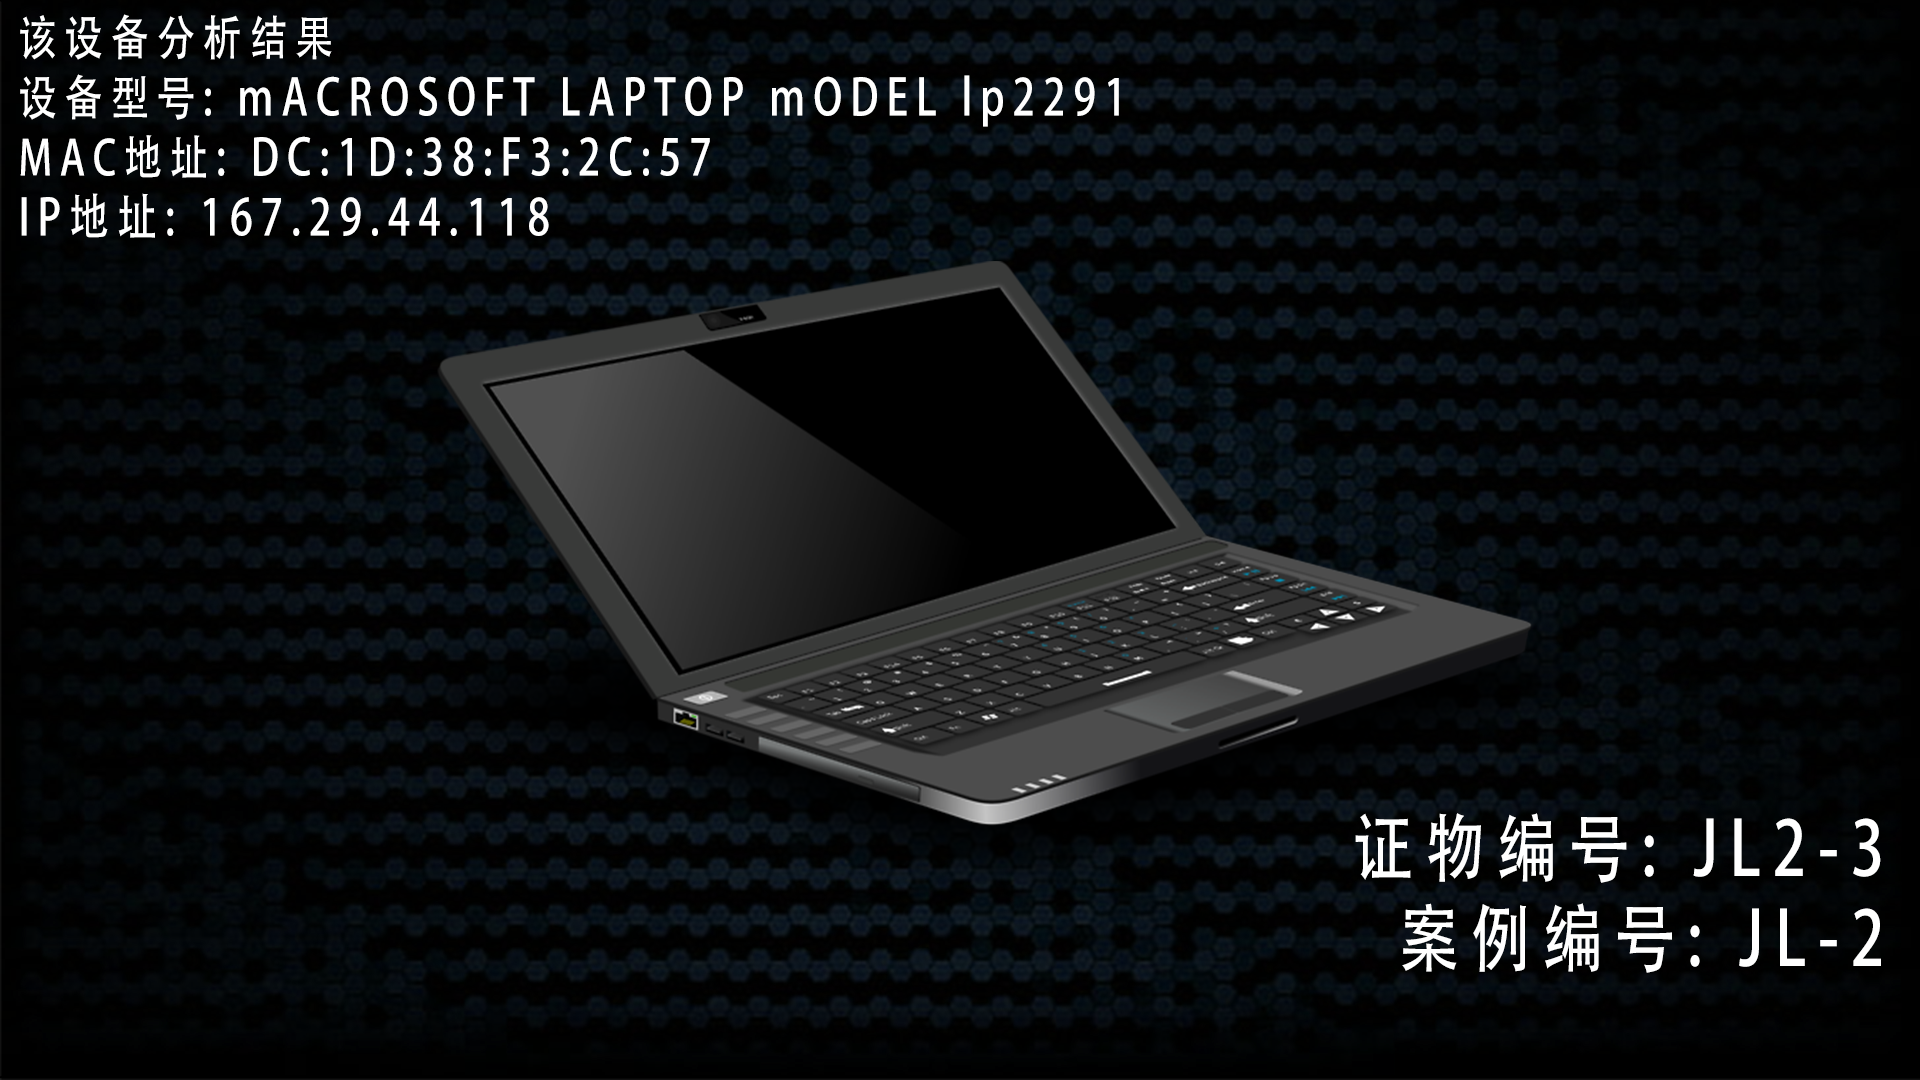 该设备分析结果
设备型号: mACROSOFT LAPTOP mODEL lp2291
MAC地址: DC:1D:38:F3:2C:57
IP地址: 167.29.44.118
证物编号: JL2-3
案例编号: JL-2